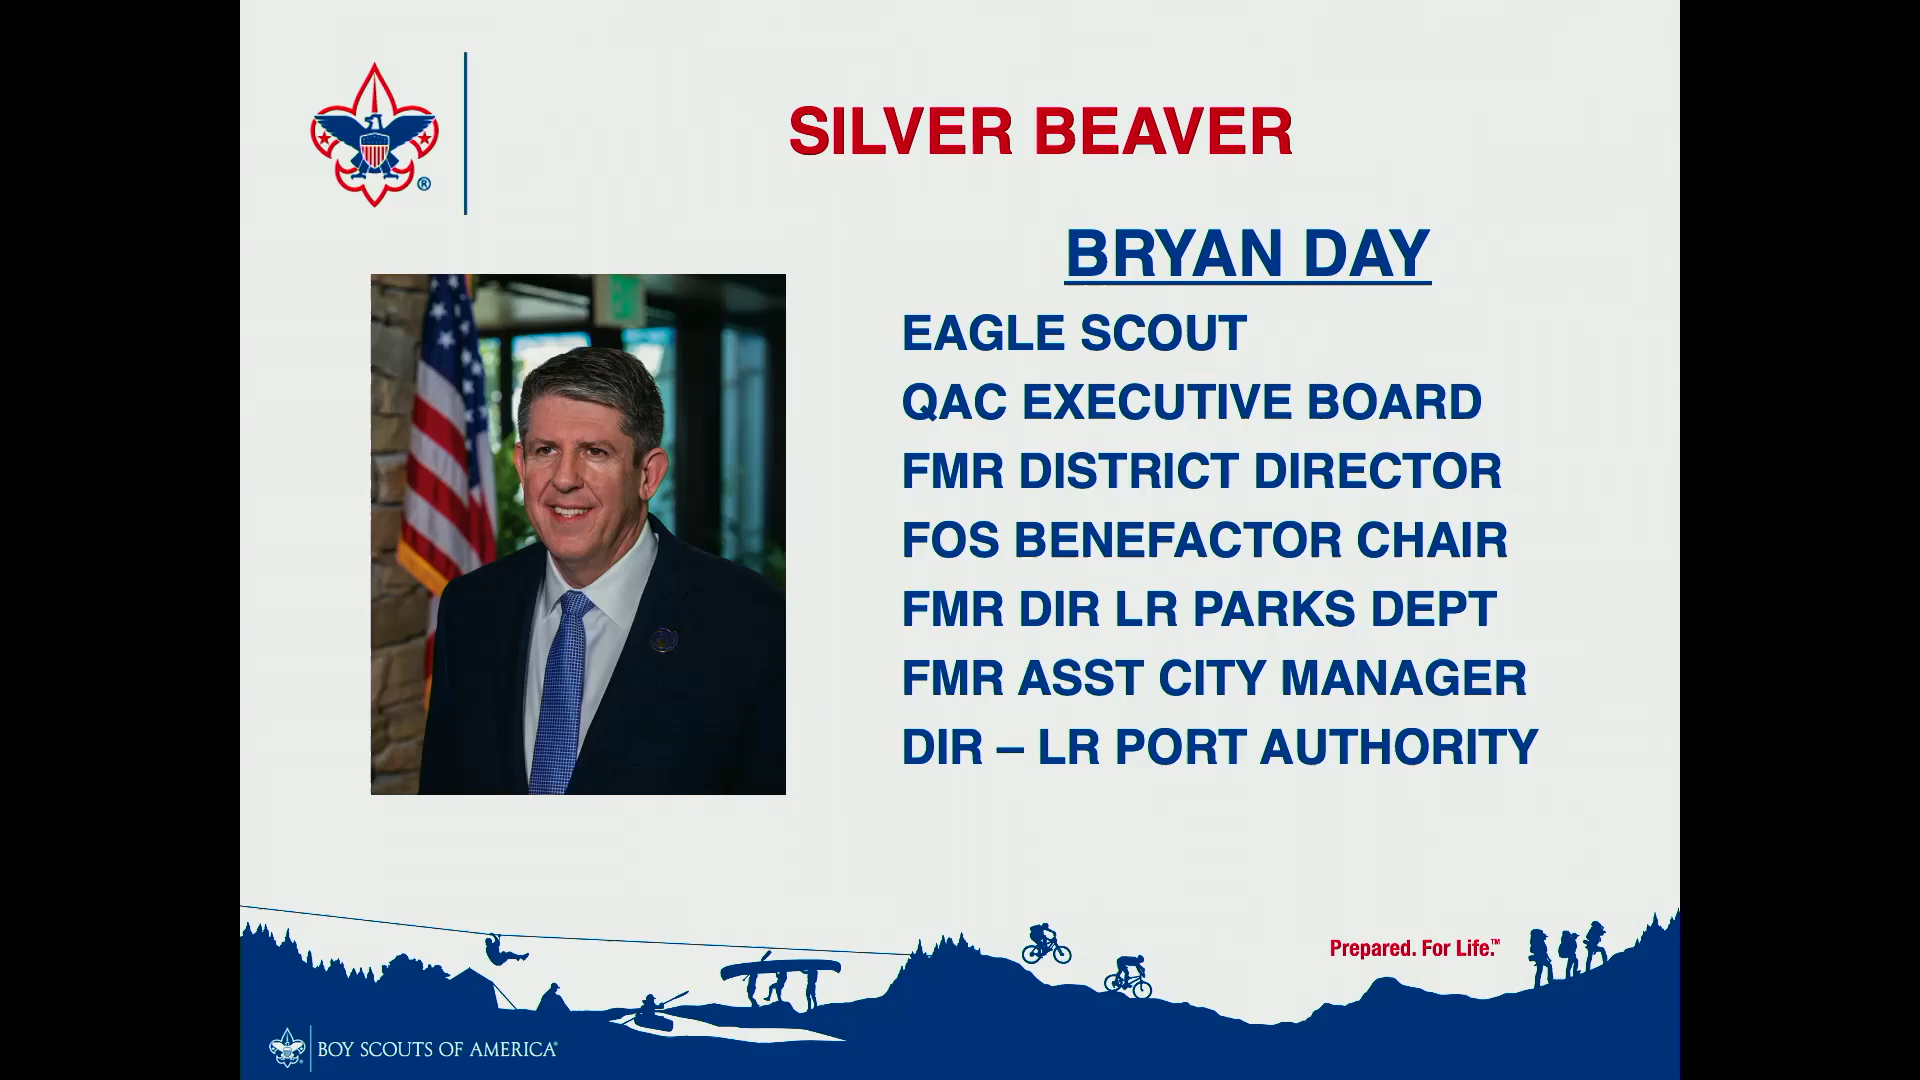 SILVER BEAVER
BRYAN DAY
EAGLE SCOUT
QAC EXECUTIVE BOARD
FMR DISTRICT DIRECTOR
FOS BENEFACTOR CHAIR
FMR DIR LR PARKS DEPT
FMR ASST CITY MANAGER
DIR – LR PORT AUTHORITY
Prepared. For Life.™
BOY SCOUTS OF AMERICA®